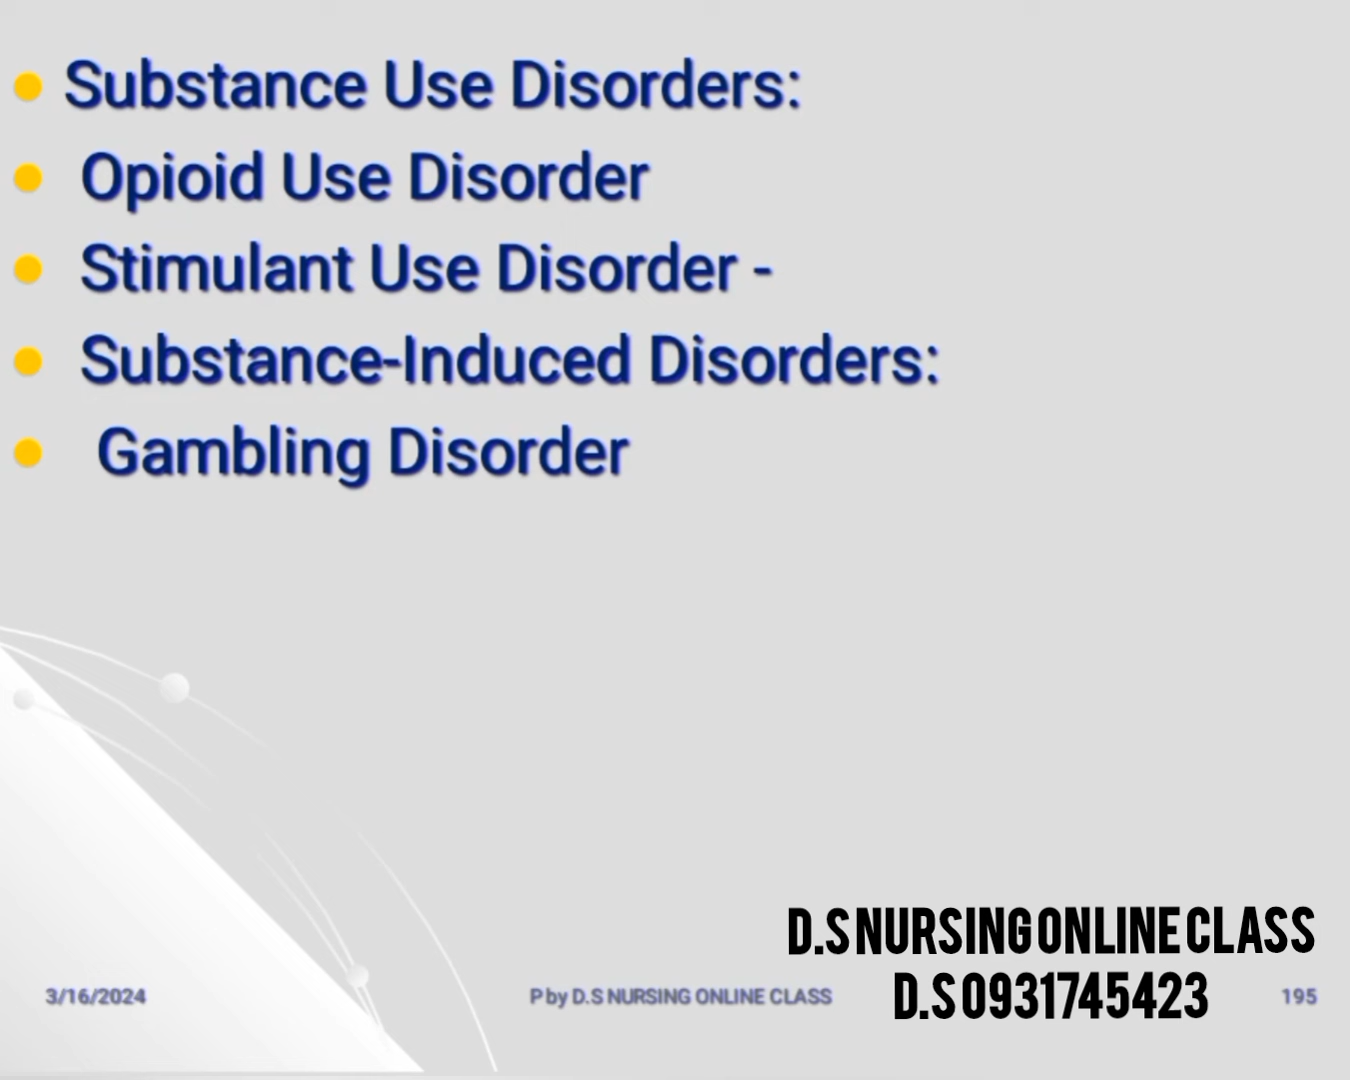 Substance Use Disorders:
Opioid Use Disorder
Stimulant Use Disorder -
Substance-Induced Disorders:
Gambling Disorder
D.S NURSING ONLINE CLASS
D.S 0931745423
3/16/2024
P by D.S NURSING ONLINE CLASS
195